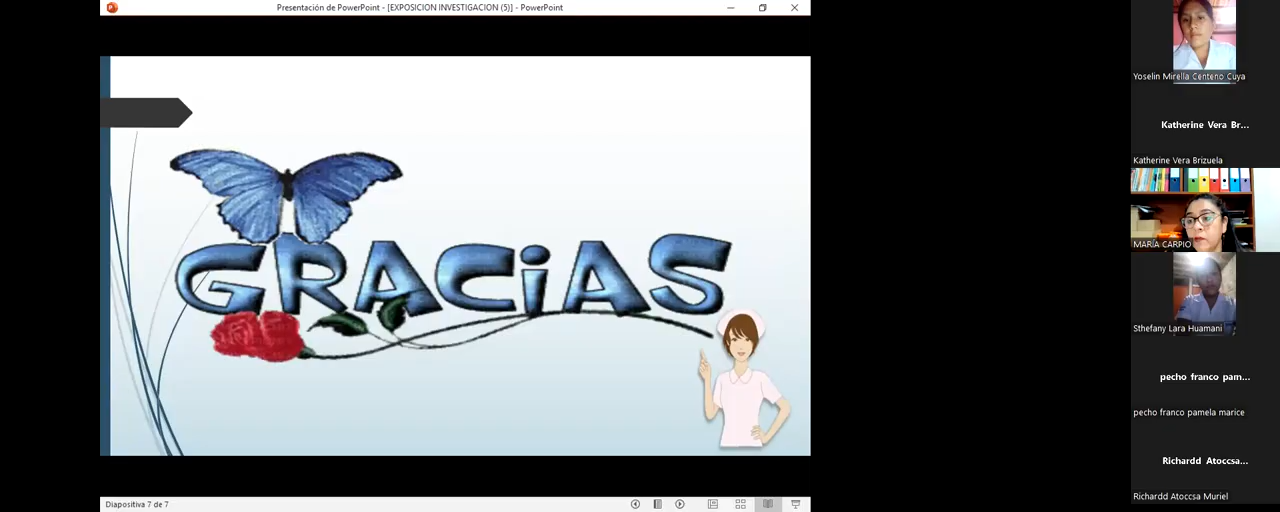 Presentación de PowerPoint - [EXPOSICION INVESTIGACION (5)] - PowerPoint
GRACiAS
Diapositiva 7 de 7
Yoselin Mirella Centeno Cuya
Katherine Vera Br...
Katherine Vera Brizuela
MARÍA CARPIO
Sthefany Lara Huamani
pecho franco pam...
pecho franco pamela marice
Richardd Atoccsa...
Richardd Atoccsa Muriel